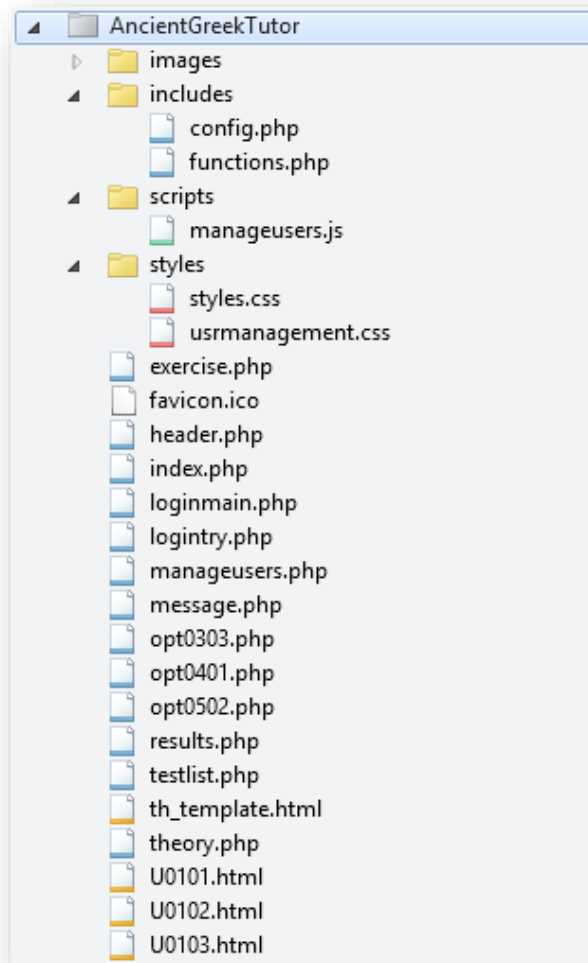 AncientGreekTutor
images
includes
config.php
functions.php
scripts
manageusers.js
styles
styles.css
usrmanagement.css
exercise.php
favicon.ico
header.php
index.php
loginmain.php
logintry.php
manageusers.php
message.php
opt0303.php
opt0401.php
opt0502.php
results.php
testlist.php
th_template.html
theory.php
U0101.html
U0102.html
U0103.html